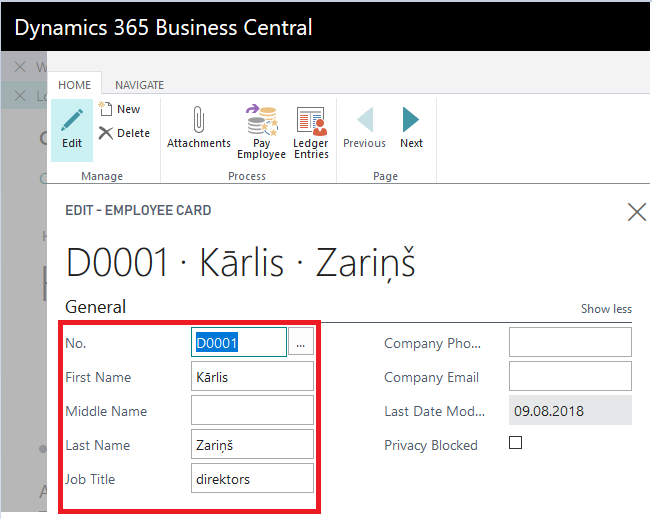 Dynamics 365 Business Central
HOME NAVIGATE
Edit
New
Delete
Manage
Attachments
Pay Employee
Ledger Entries
Process
Previous
Next
Page
EDIT - EMPLOYEE CARD
D0001 · Kārlis · Zariņš
General
Show less
No. D0001 ...
Company Pho...
First Name Kārlis
Company Email
Middle Name
Last Date Mod... 09.08.2018
Last Name Zariņš
Privacy Blocked
Job Title direktors